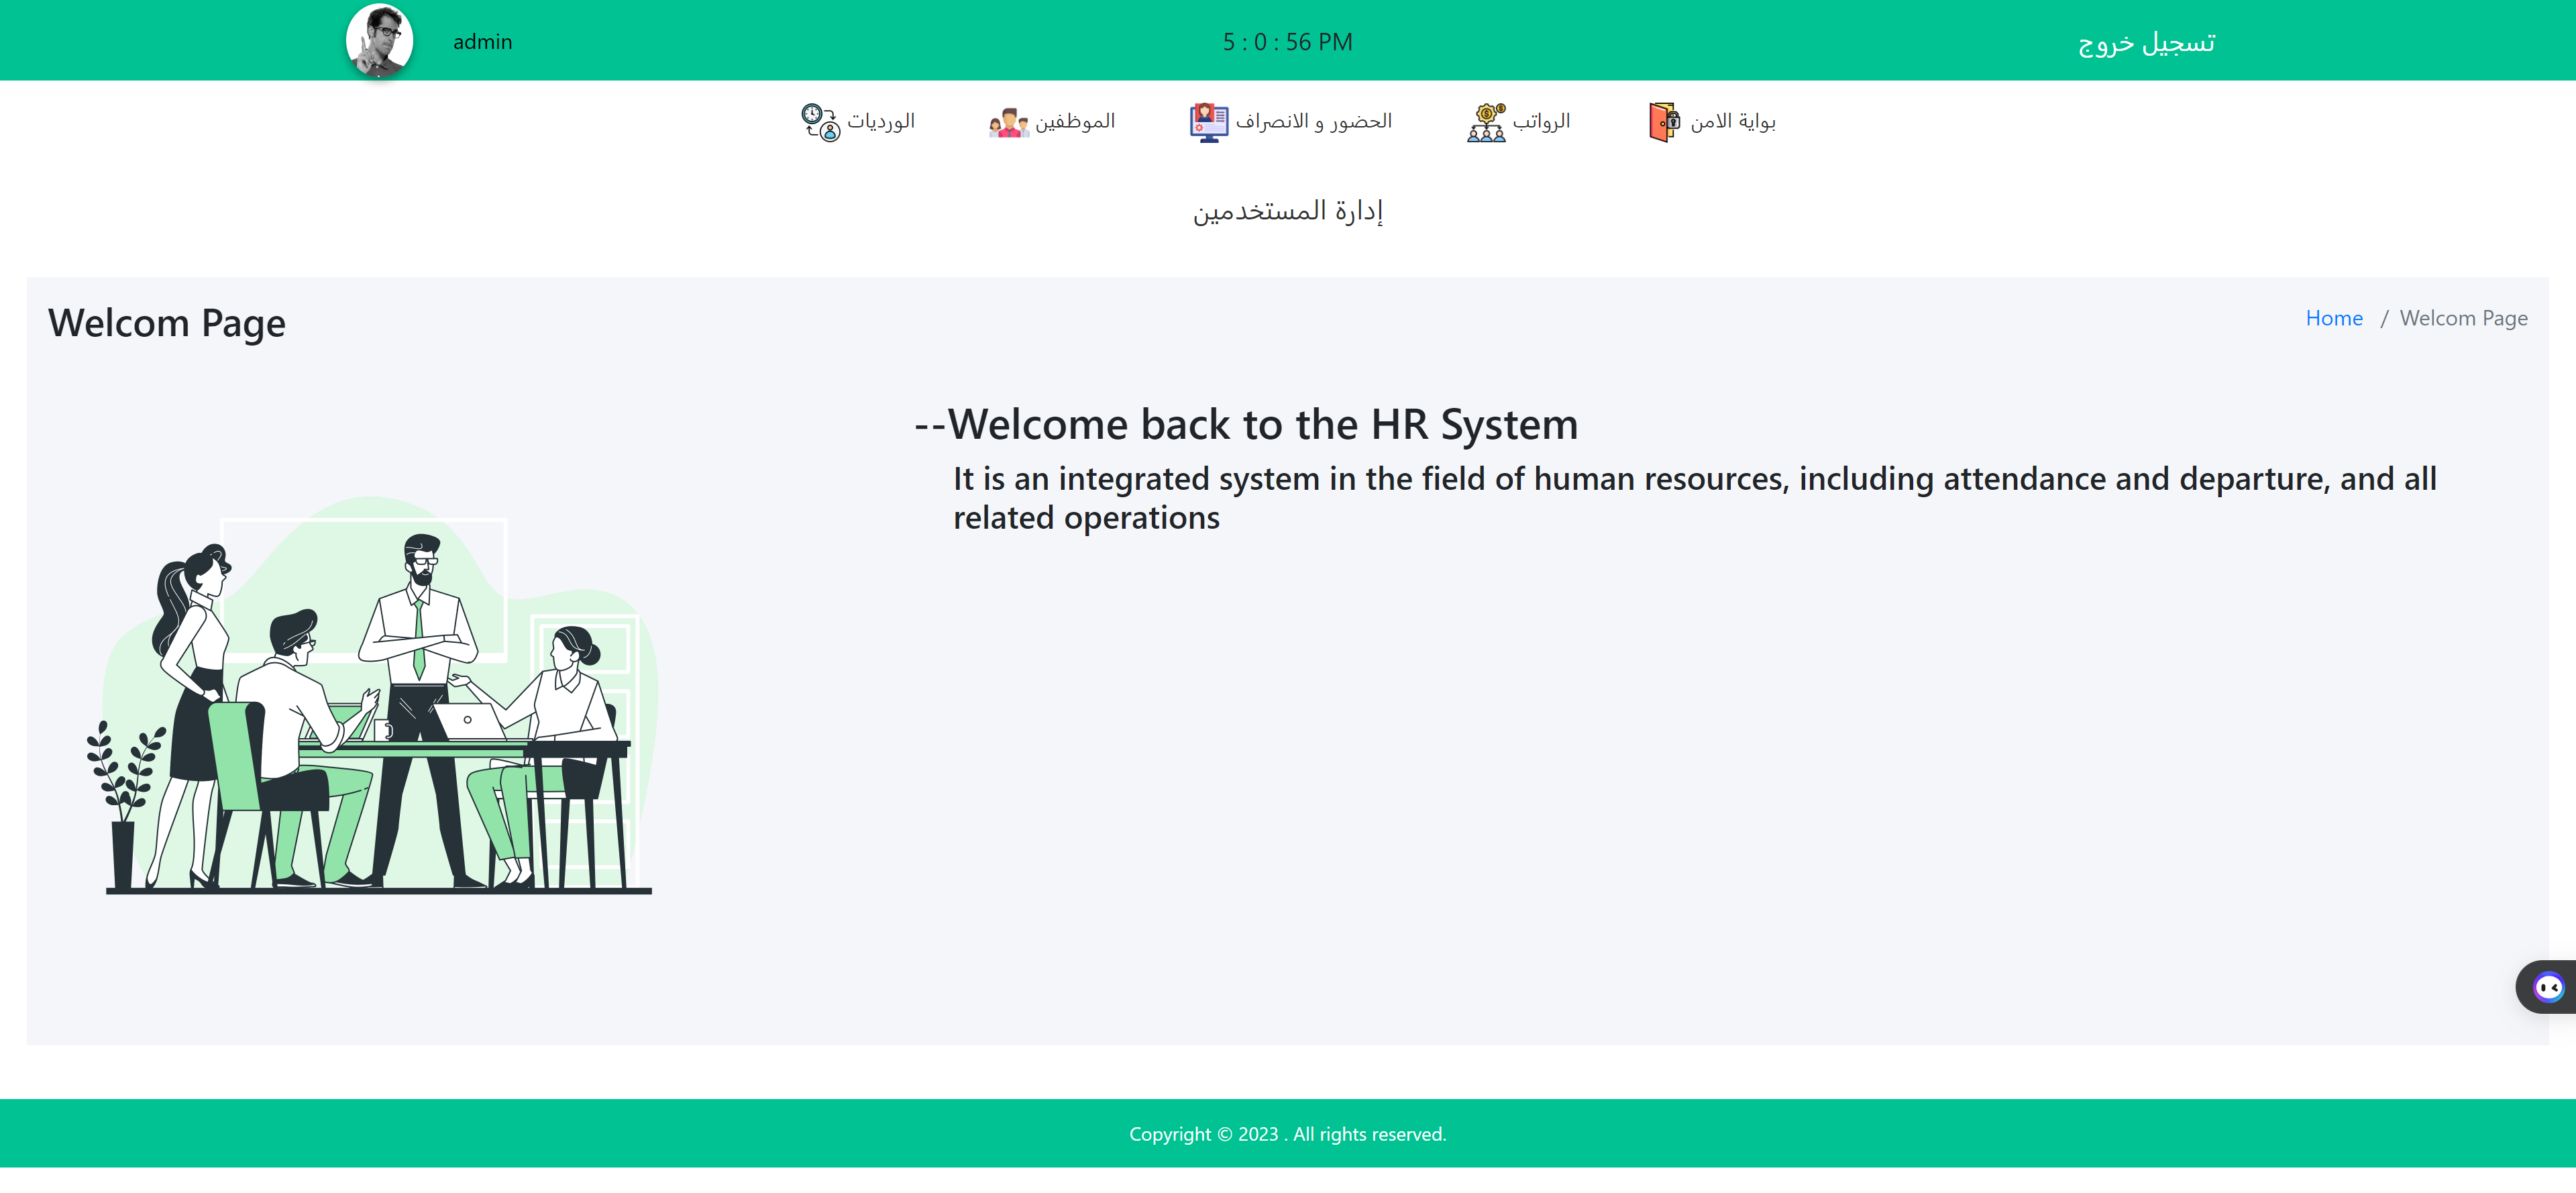 admin
5 : 0 : 56 PM
تسجيل خروج
الورديات
الموظفين
الحضور و الانصراف
الرواتب
بواية الامن
إدارة المستخدمين
Welcom Page
Home / Welcom Page
--Welcome back to the HR System
It is an integrated system in the field of human resources, including attendance and departure, and all
related operations
Copyright © 2023 . All rights reserved.